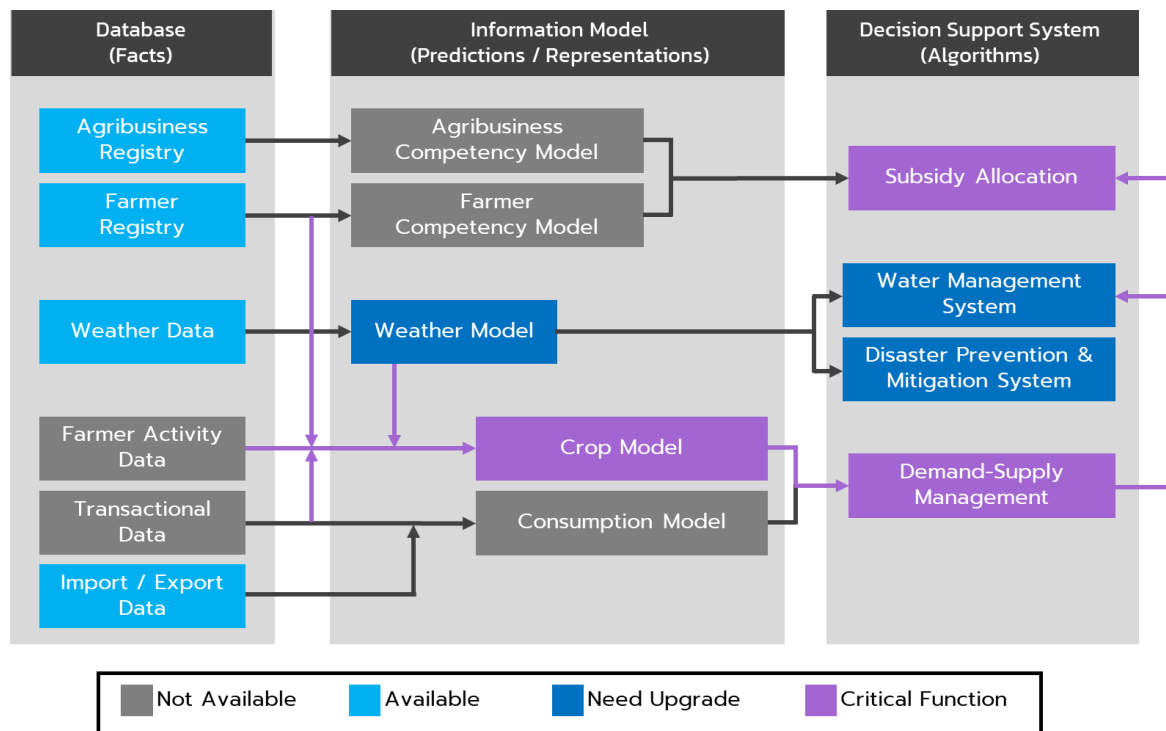 Database
(Facts)
Information Model
(Predictions / Representations)
Decision Support System
(Algorithms)
Agribusiness
Registry
Agribusiness
Competency Model
Subsidy Allocation
Farmer
Registry
Farmer
Competency Model
Weather Data
Weather Model
Water Management
System
Disaster Prevention &
Mitigation System
Farmer Activity
Data
Crop Model
Demand-Supply
Management
Transactional
Data
Consumption Model
Import / Export
Data
Not Available
Available
Need Upgrade
Critical Function